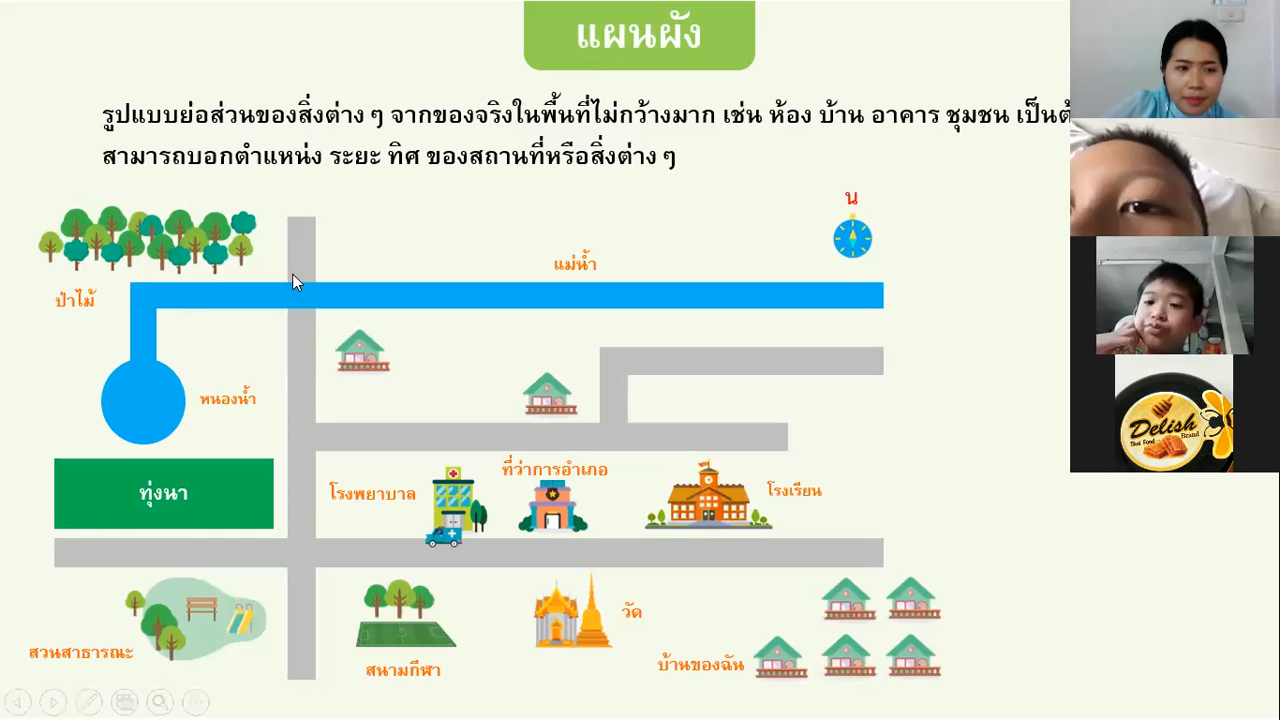 แผนผัง
รูปแบบย่อส่วนของสิ่งต่าง ๆ จากของจริงในพื้นที่ไม่กว้างมาก เช่น ห้อง บ้าน อาคาร ชุมชน เป็นต้
สามารถบอกตำแหน่ง ระยะ ทิศ ของสถานที่หรือสิ่งต่าง ๆ
น
แม่น้ำ
ป่าไม้
หนองน้ำ
ทุ่งนา
โรงพยาบาล
ที่ว่าการอำเภอ
โรงเรียน
สวนสาธารณะ
สนามกีฬา
วัด
บ้านของฉัน
Delish
Thai Food Brand